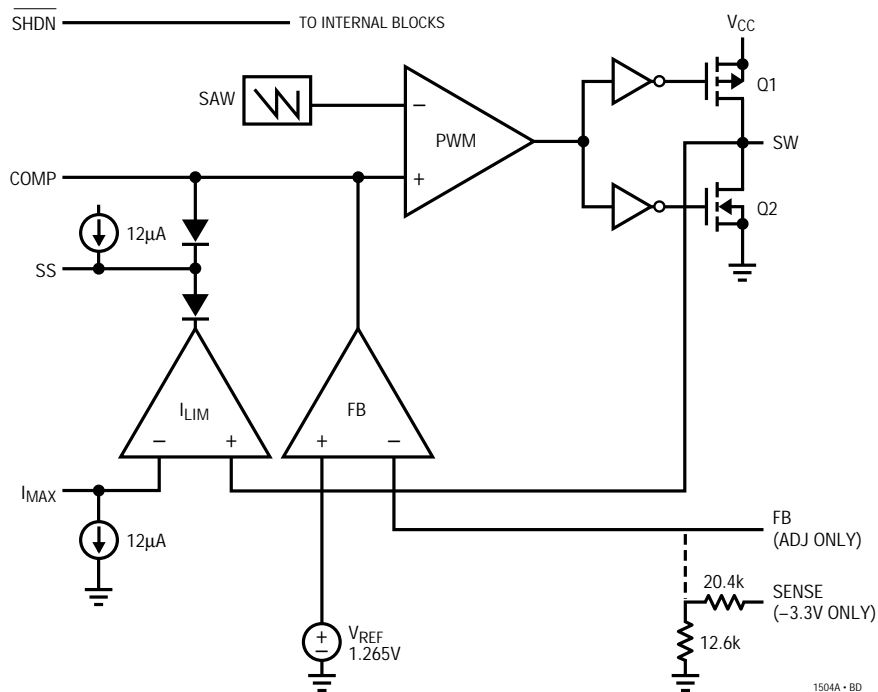 S̅H̅D̅N̅
TO INTERNAL BLOCKS
VCC
SAW
−
PWM
Q1
SW
COMP
+
Q2
12µA
SS
ILIM
FB
− +
+ −
IMAX
12µA
FB
(ADJ ONLY)
20.4k
SENSE
(–3.3V ONLY)
12.6k
+
−
VREF
1.265V
1504A • BD